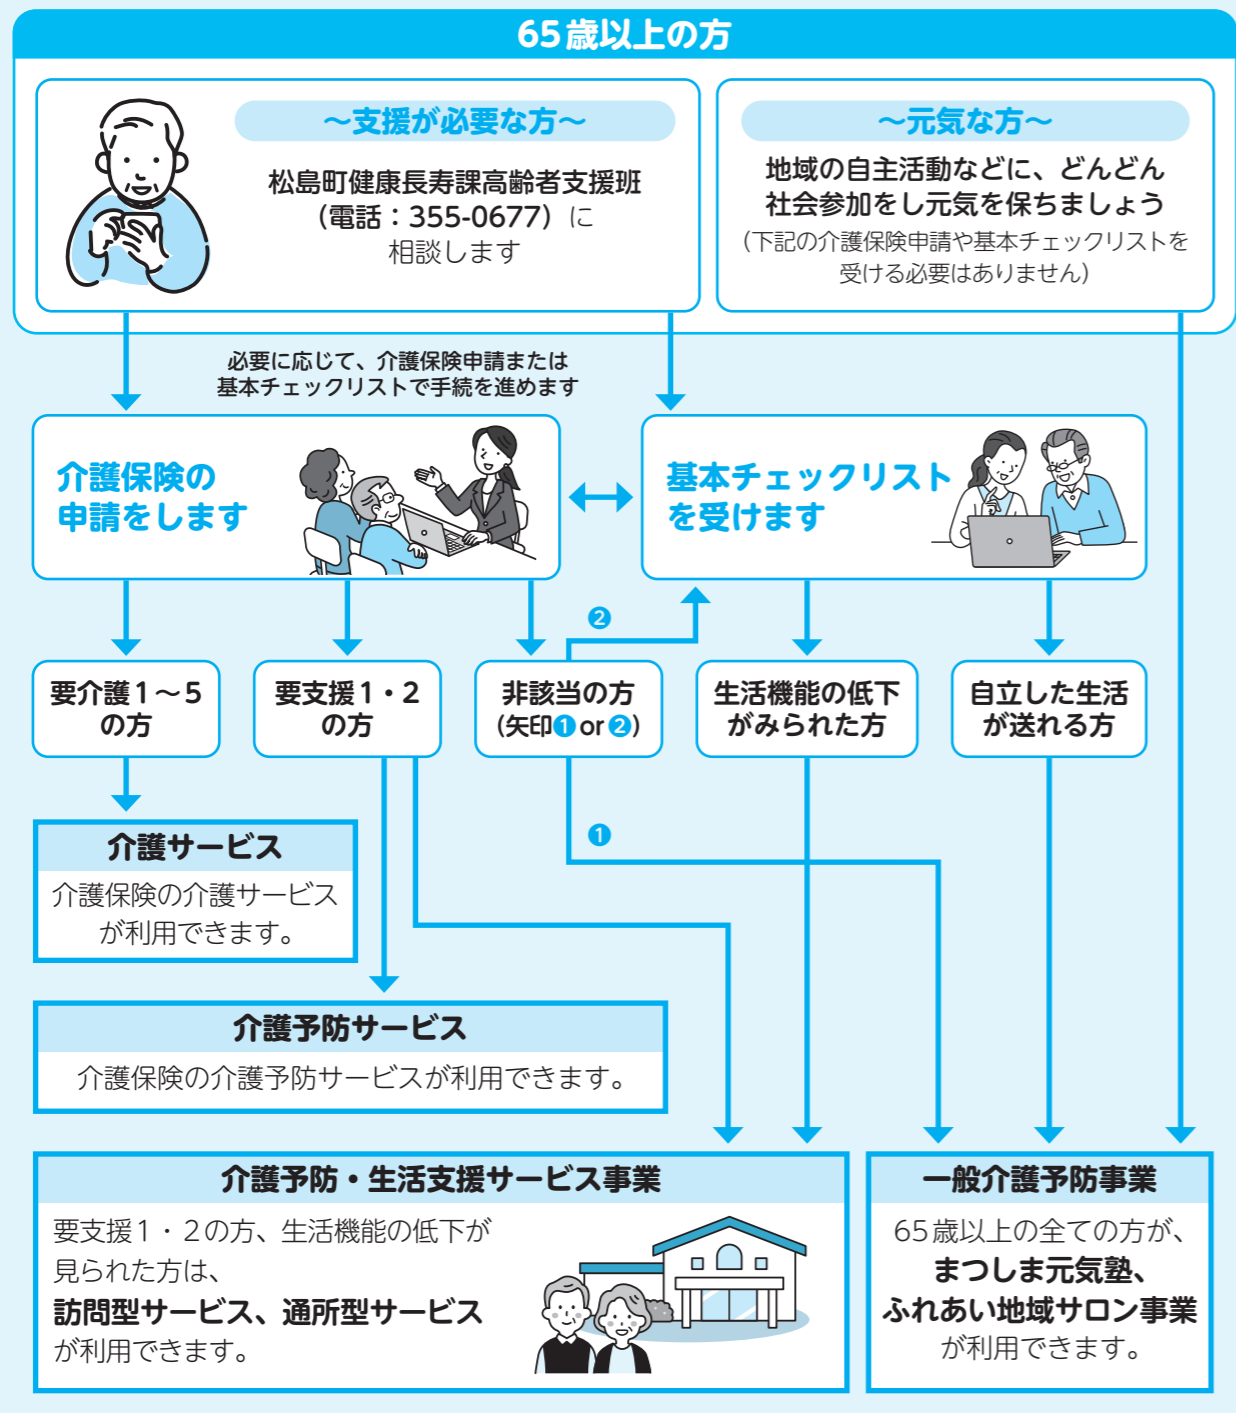 65歳以上の方
～支援が必要な方～
松島町健康長寿課高齢者支援班
（電話：355-0677）に
相談します
～元気な方～
地域の自主活動などに、どんどん
社会参加をし元気を保ちましょう
（下記の介護保険申請や基本チェックリストを
受ける必要はありません）
必要に応じて、介護保険申請または
基本チェックリストで手続を進めます
介護保険の
申請をします
基本チェックリスト
を受けます
❷
要介護1～5
の方
要支援1・2
の方
非該当の方
（矢印❶or❷）
生活機能の低下
がみられた方
自立した生活
が送れる方
❶
介護サービス
介護保険の介護サービス
が利用できます。
介護予防サービス
介護保険の介護予防サービスが利用できます。
介護予防・生活支援サービス事業
要支援1・2の方、生活機能の低下が
見られた方は、
訪問型サービス、通所型サービス
が利用できます。
一般介護予防事業
65歳以上の全ての方が、
まつしま元気塾、
ふれあい地域サロン事業
が利用できます。